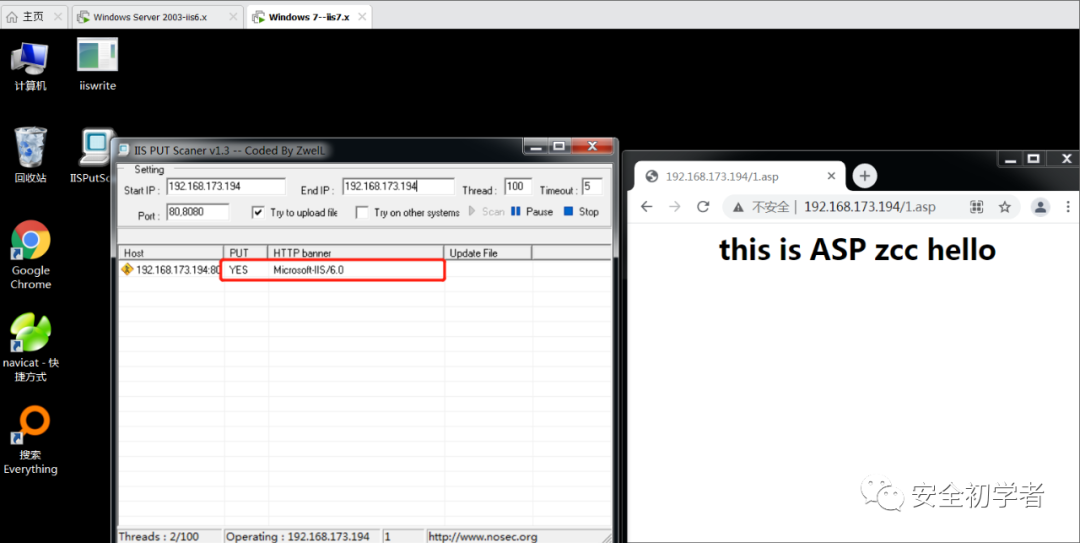 主页
Windows Server 2003-iis6.x
Windows 7--iis7.x
计算机
iiswrite
回收站
IISPutSc
Google
Chrome
navicat - 快
捷方式
搜索
Everything
IIS PUT Scaner v1.3 -- Coded By ZwelL
Setting
Start IP : 192.168.173.194 End IP : 192.168.173.194 Thread : 100 Timeout : 5
Port : 80,8080 Try to upload file Try on other systems Scan Pause Stop
Host PUT HTTP banner Update File
192.168.173.194:80 YES Microsoft-IIS/6.0
Threads : 2/100 Operating : 192.168.173.194 1 http://www.nosec.org
192.168.173.194/1.asp
不安全 192.168.173.194/1.asp
this is ASP zcc hello
安全初学者